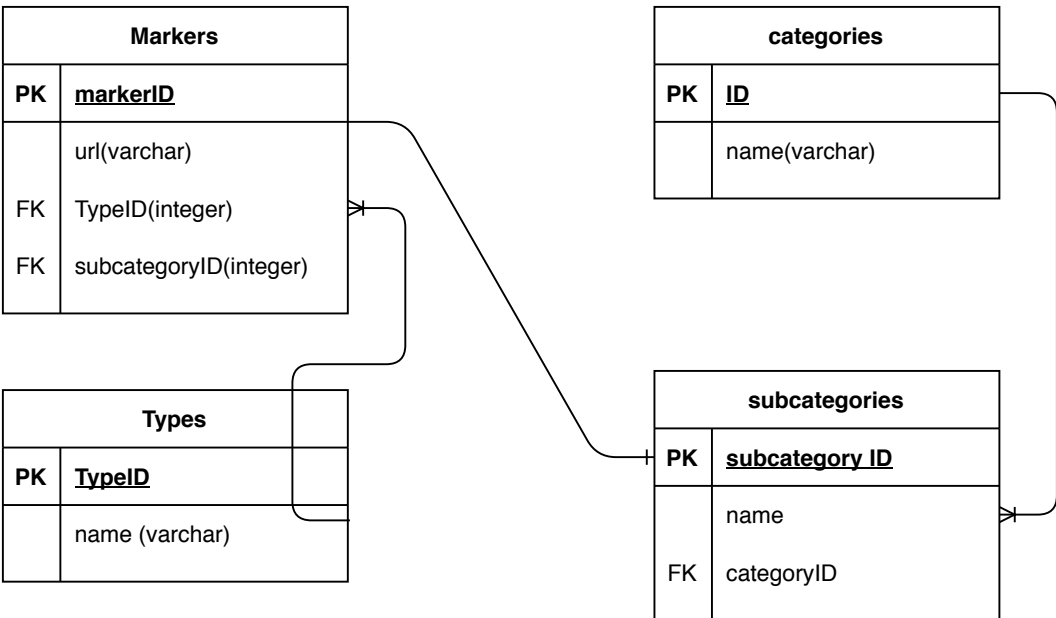 Markers
PK markerID
url(varchar)
FK TypeID(integer)
FK subcategoryID(integer)
categories
PK ID
name(varchar)
Types
PK TypeID
name (varchar)
subcategories
PK subcategory ID
name
FK categoryID